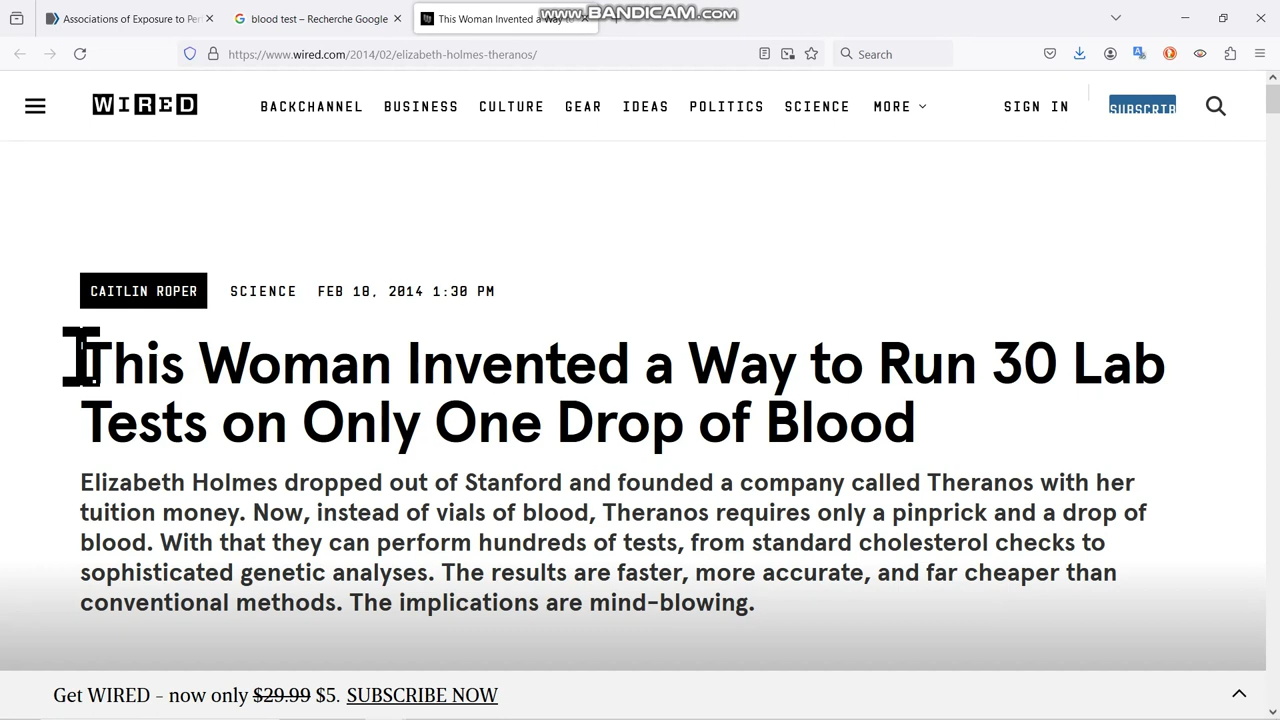 Associations of Exposure to Per
blood test – Recherche Google
This Woman Invented a Way to
www.BANDICAM.com
https://www.wired.com/2014/02/elizabeth-holmes-theranos/
Search
WIRED
BACKCHANNEL BUSINESS CULTURE GEAR IDEAS POLITICS SCIENCE MORE
SIGN IN
SUBSCRIB
CAITLIN ROPER SCIENCE FEB 18, 2014 1:30 PM
This Woman Invented a Way to Run 30 Lab
Tests on Only One Drop of Blood
Elizabeth Holmes dropped out of Stanford and founded a company called Theranos with her
tuition money. Now, instead of vials of blood, Theranos requires only a pinprick and a drop of
blood. With that they can perform hundreds of tests, from standard cholesterol checks to
sophisticated genetic analyses. The results are faster, more accurate, and far cheaper than
conventional methods. The implications are mind-blowing.
Get WIRED - now only $29.99 $5. SUBSCRIBE NOW